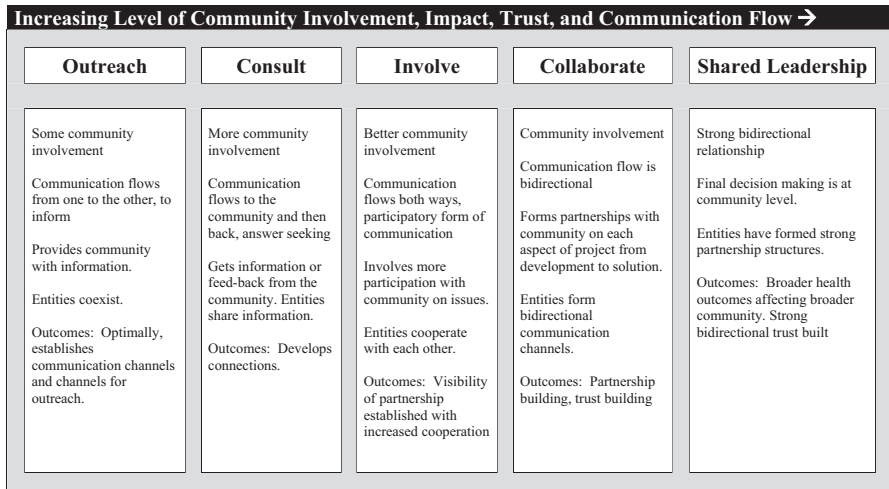 Increasing Level of Community Involvement, Impact, Trust, and Communication Flow →
Outreach
Some community
involvement
Communication flows
from one to the other, to
inform
Provides community
with information.
Entities coexist.
Outcomes: Optimally,
establishes
communication channels
and channels for
outreach.
Consult
More community
involvement
Communication
flows to the
community and then
back, answer seeking
Gets information or
feed-back from the
community. Entities
share information.
Outcomes: Develops
connections.
Involve
Better community
involvement
Communication
flows both ways,
participatory form of
communication
Involves more
participation with
community on issues.
Entities cooperate
with each other.
Outcomes: Visibility
of partnership
established with
increased cooperation
Collaborate
Community involvement
Communication flow is
bidirectional
Forms partnerships with
community on each
aspect of project from
development to solution.
Entities form
bidirectional
communication
channels.
Outcomes: Partnership
building, trust building
Shared Leadership
Strong bidirectional
relationship
Final decision making is at
community level.
Entities have formed strong
partnership structures.
Outcomes: Broader health
outcomes affecting broader
community. Strong
bidirectional trust built